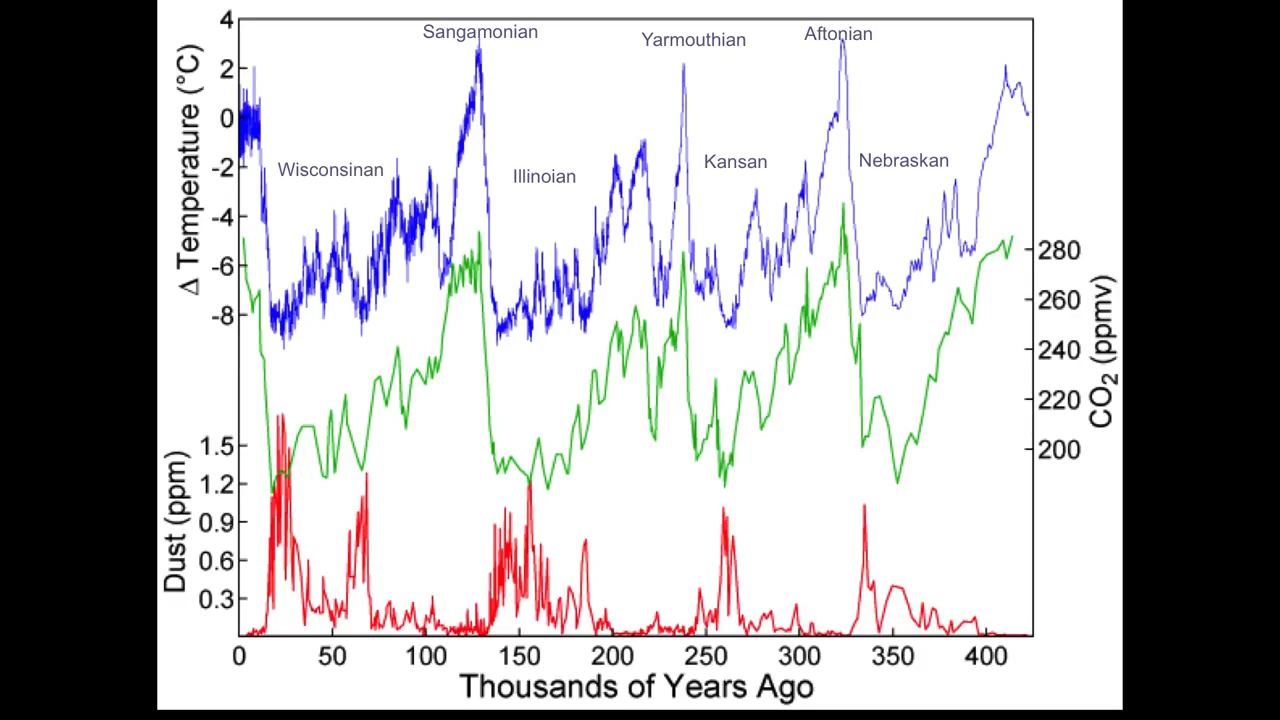 4
Sangamonian
Yarmouthian
Aftonian
2
0
-2
-4
-6
-8
Δ Temperature (°C)
Wisconsinan
Illinoian
Kansan
Nebraskan
280
260
240
220
200
CO2 (ppmv)
1.5
1.2
0.9
0.6
0.3
Dust (ppm)
0 50 100 150 200 250 300 350 400
Thousands of Years Ago